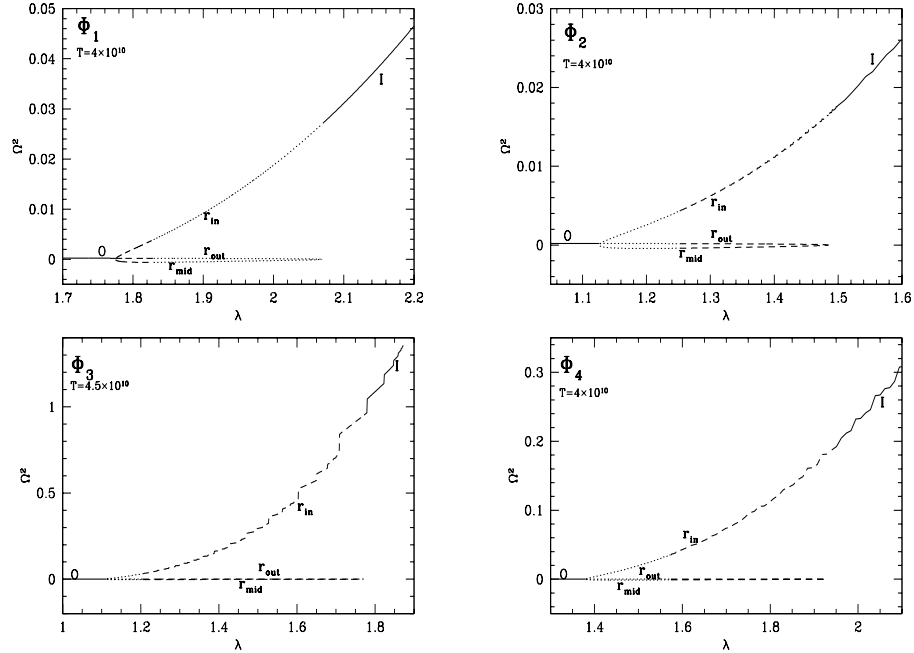 Φ1
T=4×10^10
0.05
0.04
0.03
0.02
0.01
0
Ω²
O
I
r_in
r_out
r_mid
1.7
1.8
1.9
2
2.1
2.2
λ
Φ2
T=4×10^10
0.03
0.02
0.01
0
Ω²
O
I
r_in
r_out
r_mid
1.1
1.2
1.3
1.4
1.5
1.6
λ
Φ3
T=4.5×10^10
1
0.5
0
Ω²
O
I
r_in
r_out
r_mid
1
1.2
1.4
1.6
1.8
λ
Φ4
T=4×10^10
0.3
0.2
0.1
0
Ω²
O
I
r_in
r_out
r_mid
1.4
1.6
1.8
2
λ